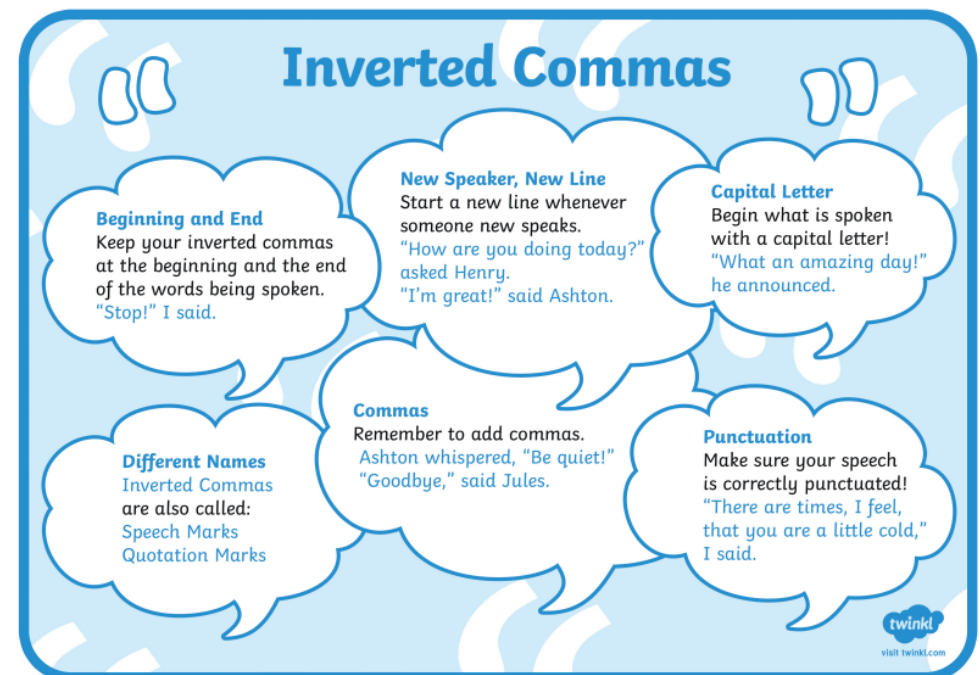 Inverted Commas
Beginning and End
Keep your inverted commas
at the beginning and the end
of the words being spoken.
“Stop!” I said.
New Speaker, New Line
Start a new line whenever
someone new speaks.
“How are you doing today?”
asked Henry.
“I’m great!” said Ashton.
Capital Letter
Begin what is spoken
with a capital letter!
“What an amazing day!”
he announced.
Different Names
Inverted Commas
are also called:
Speech Marks
Quotation Marks
Commas
Remember to add commas.
Ashton whispered, “Be quiet!”
“Goodbye,” said Jules.
Punctuation
Make sure your speech
is correctly punctuated!
“There are times, I feel,
that you are a little cold,”
I said.
twinkl
visit twinkl.com